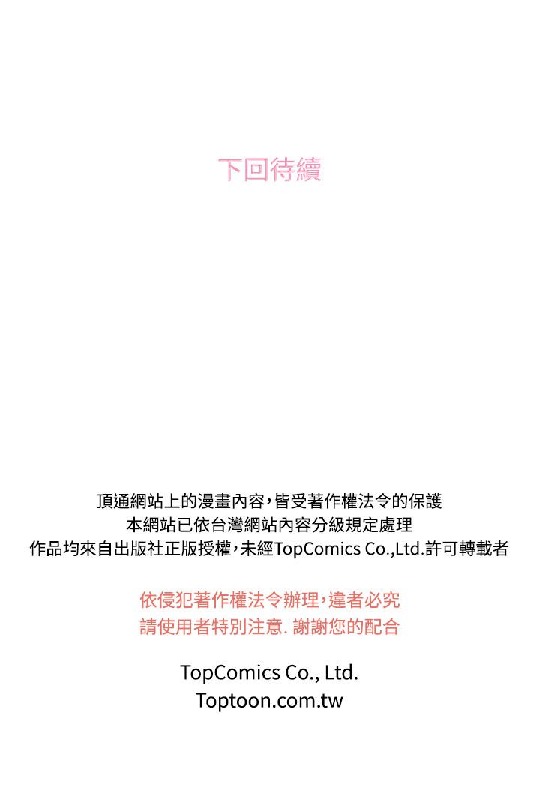 下回待續
頂通網站上的漫畫內容，皆受著作權法令的保護
本網站已依台灣網站內容分級規定處理
作品均來自出版社正版授權，未經TopComics Co.,Ltd.許可轉載者
依侵犯著作權法令辦理，違者必究
請使用者特別注意. 謝謝您的配合
TopComics Co., Ltd.
Toptoon.com.tw